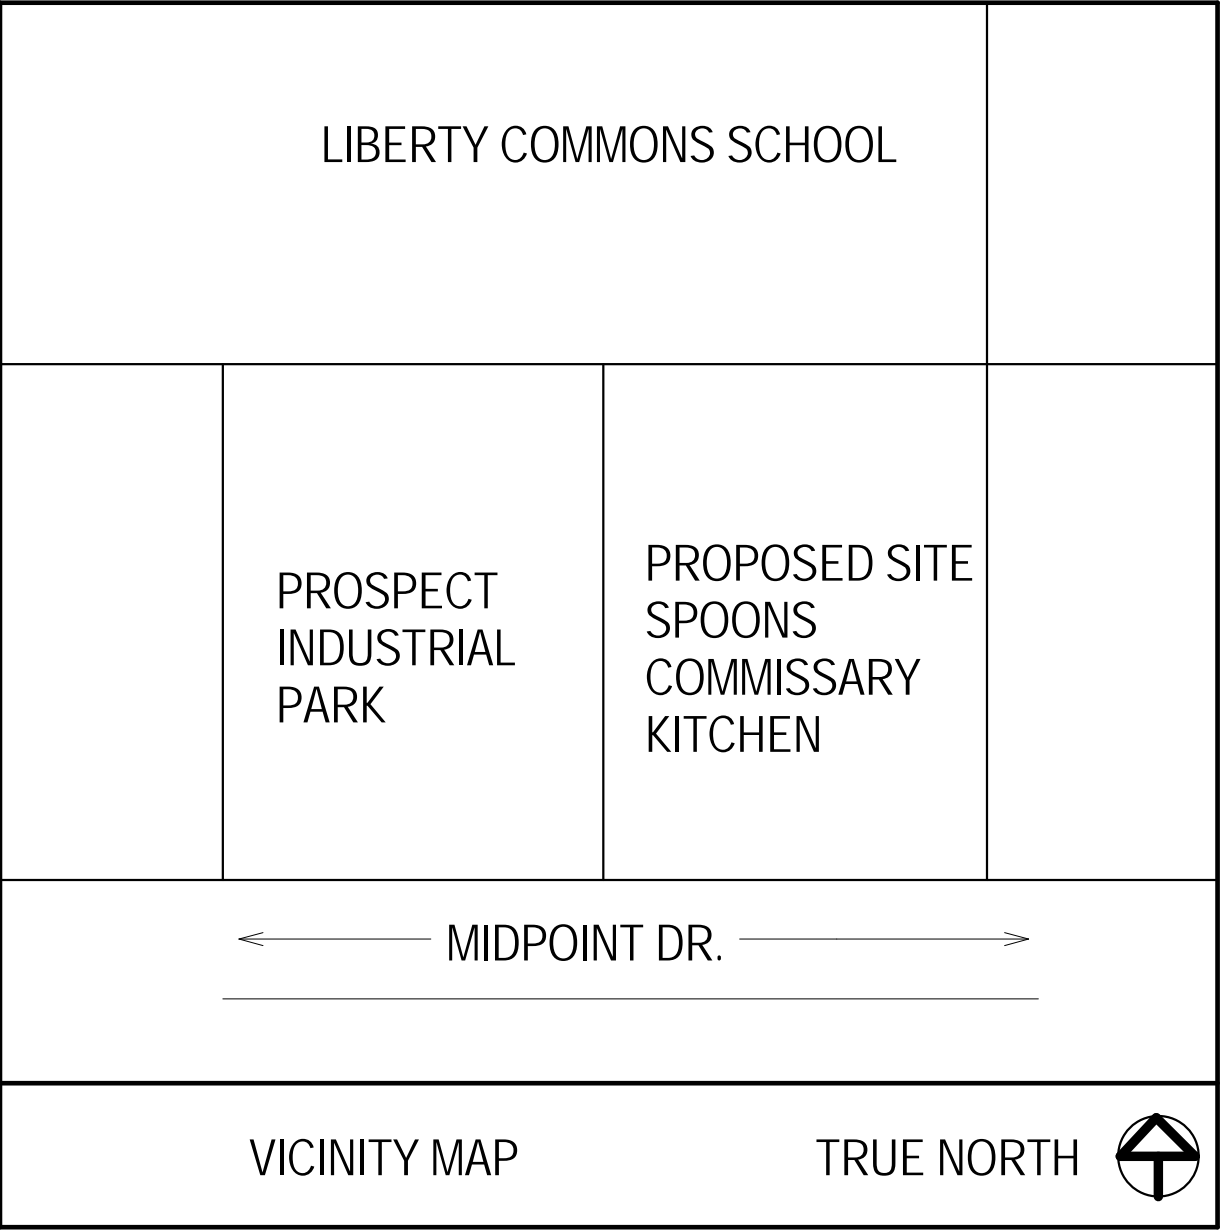 LIBERTY COMMONS SCHOOL
PROSPECT
INDUSTRIAL
PARK
PROPOSED SITE
SPOONS
COMMISSARY
KITCHEN
MIDPOINT DR.
VICINITY MAP
TRUE NORTH